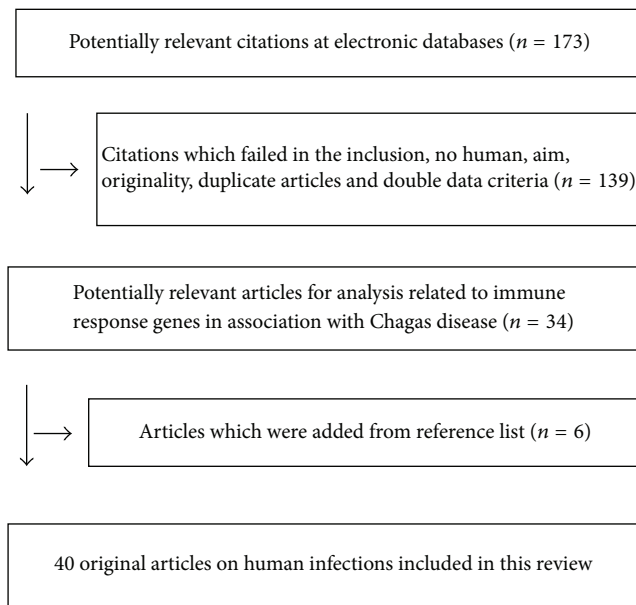 Potentially relevant citations at electronic databases (n = 173)
Citations which failed in the inclusion, no human, aim,
originality, duplicate articles and double data criteria (n = 139)
Potentially relevant articles for analysis related to immune
response genes in association with Chagas disease (n = 34)
Articles which were added from reference list (n = 6)
40 original articles on human infections included in this review